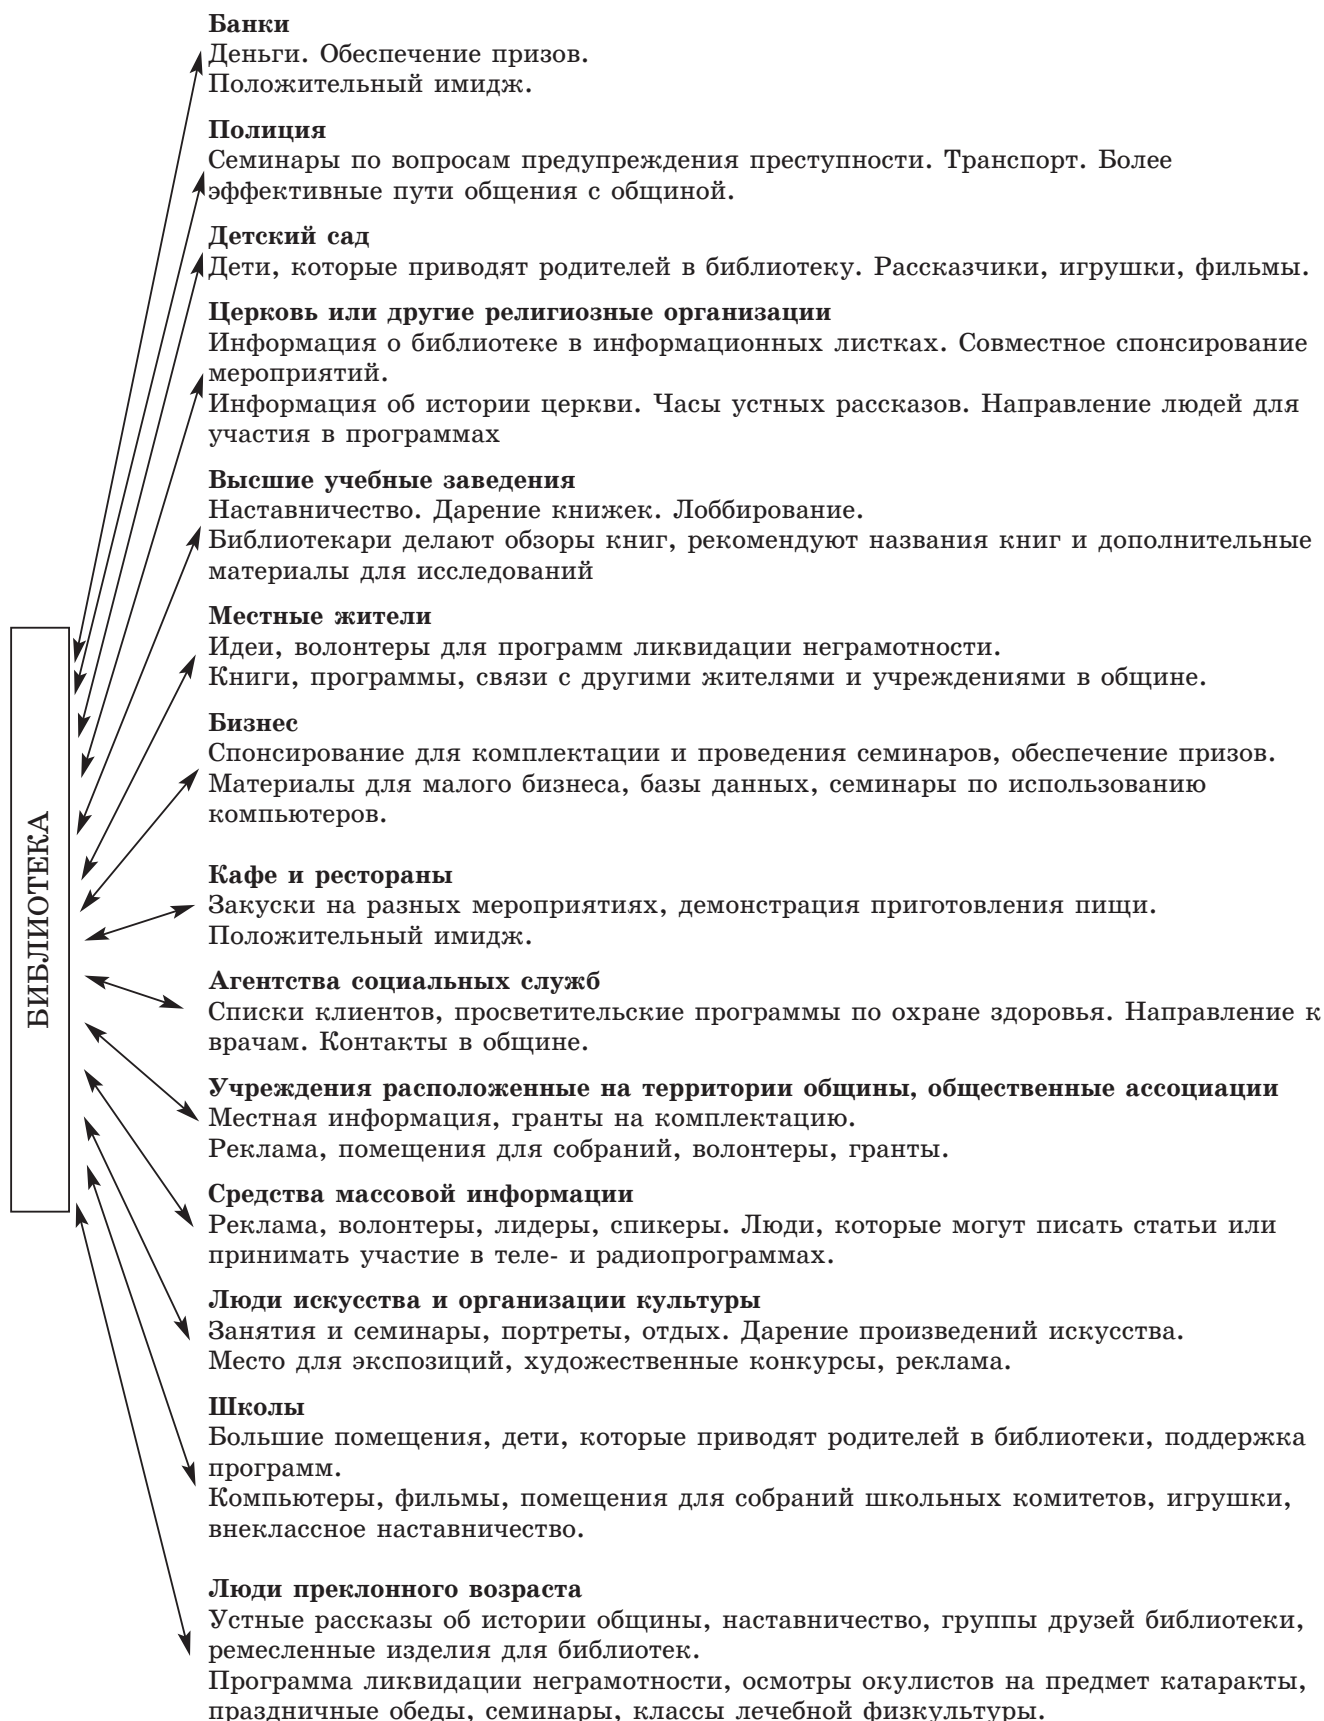 Банки
Деньги. Обеспечение призов.
Положительный имидж.
Полиция
Семинары по вопросам предупреждения преступности. Транспорт. Более
эффективные пути общения с общиной.
Детский сад
Дети, которые приводят родителей в библиотеку. Рассказчики, игрушки, фильмы.
Церковь или другие религиозные организации
Информация о библиотеке в информационных листках. Совместное спонсирование
мероприятий.
Информация об истории церкви. Часы устных рассказов. Направление людей для
участия в программах
Высшие учебные заведения
Наставничество. Дарение книжек. Лоббирование.
Библиотекари делают обзоры книг, рекомендуют названия книг и дополнительные
материалы для исследований
Местные жители
Идеи, волонтеры для программ ликвидации неграмотности.
Книги, программы, связи с другими жителями и учреждениями в общине.
Бизнес
Спонсирование для комплектации и проведения семинаров, обеспечение призов.
Материалы для малого бизнеса, базы данных, семинары по использованию
компьютеров.
БИБЛИОТЕКА
Кафе и рестораны
Закуски на разных мероприятиях, демонстрация приготовления пищи.
Положительный имидж.
Агентства социальных служб
Списки клиентов, просветительские программы по охране здоровья. Направление к
врачам. Контакты в общине.
Учреждения расположенные на территории общины, общественные ассоциации
Местная информация, гранты на комплектацию.
Реклама, помещения для собраний, волонтеры, гранты.
Средства массовой информации
Реклама, волонтеры, лидеры, спикеры. Люди, которые могут писать статьи или
принимать участие в теле- и радиопрограммах.
Люди искусства и организации культуры
Занятия и семинары, портреты, отдых. Дарение произведений искусства.
Место для экспозиций, художественные конкурсы, реклама.
Школы
Большие помещения, дети, которые приводят родителей в библиотеки, поддержка
программ.
Компьютеры, фильмы, помещения для собраний школьных комитетов, игрушки,
внеклассное наставничество.
Люди преклонного возраста
Устные рассказы об истории общины, наставничество, группы друзей библиотеки,
ремесленные изделия для библиотек.
Программа ликвидации неграмотности, осмотры окулистов на предмет катаракты,
праздничные обеды, семинары, классы лечебной физкультуры.